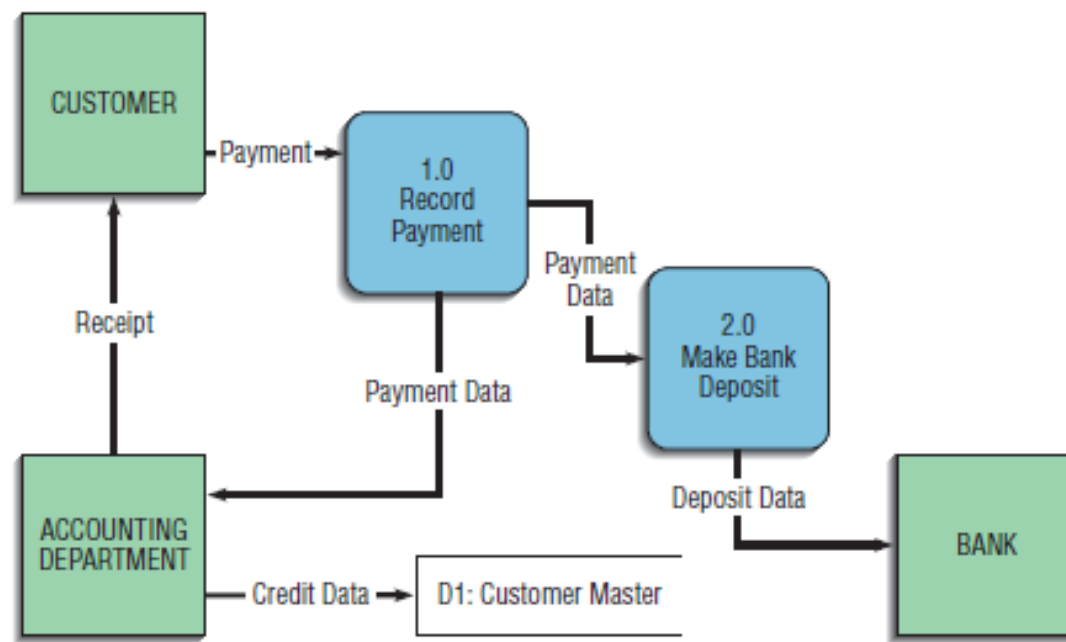 CUSTOMER
Payment
1.0
Record
Payment
Payment
Data
2.0
Make Bank
Deposit
Receipt
Payment Data
Deposit Data
ACCOUNTING
DEPARTMENT
Credit Data
D1: Customer Master
BANK